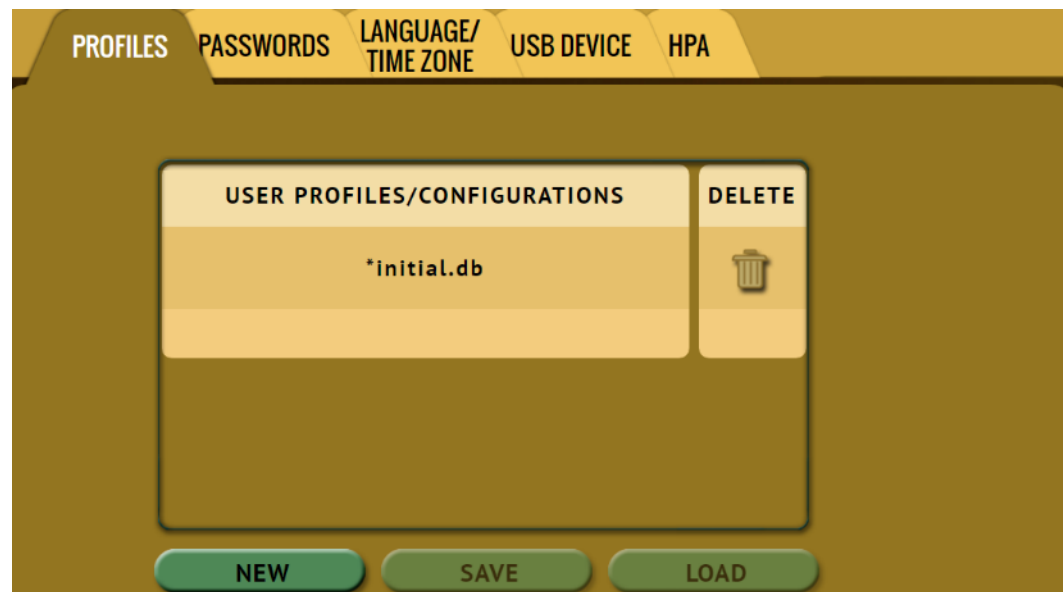 PROFILES PASSWORDS LANGUAGE/
TIME ZONE USB DEVICE HPA
USER PROFILES/CONFIGURATIONS DELETE
*initial.db
NEW SAVE LOAD